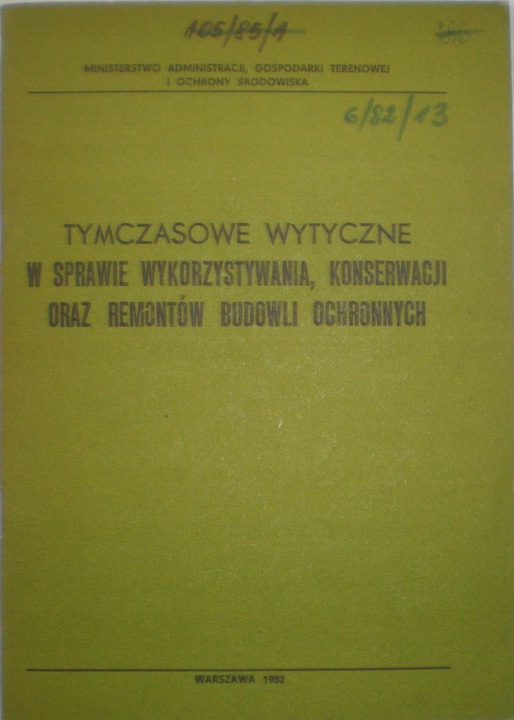 105/85/1
MINISTERSTWO ADMINISTRACJI, GOSPODARKI TERENOWEJ
I OCHRONY ŚRODOWISKA
6/82/13
TYMCZASOWE WYTYCZNE
W SPRAWIE WYKORZYSTYWANIA, KONSERWACJI
ORAZ REMONTÓW BUDOWLI OCHRONNYCH
WARSZAWA 1982